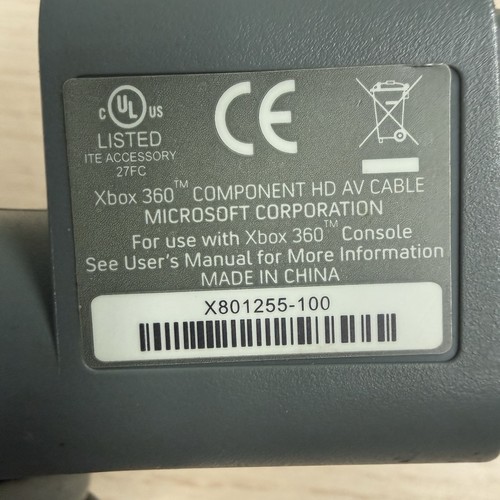 c UL US
LISTED
ITE ACCESSORY
27FC
CE
Xbox 360™ COMPONENT HD AV CABLE
MICROSOFT CORPORATION
For use with Xbox 360™ Console
See User's Manual for More Information
MADE IN CHINA
X801255-100